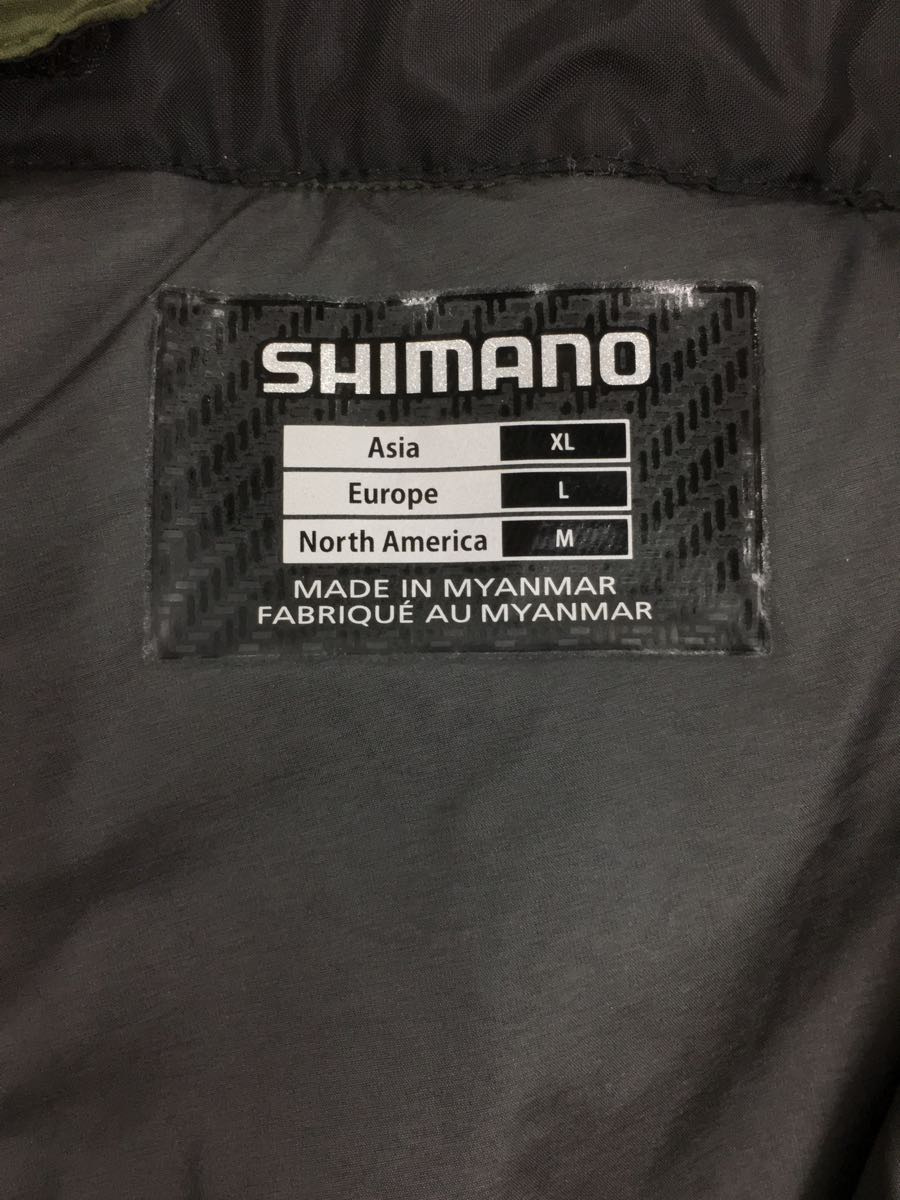 SHIMANO
Asia XL
Europe L
North America M
MADE IN MYANMAR
FABRIQUÉ AU MYANMAR